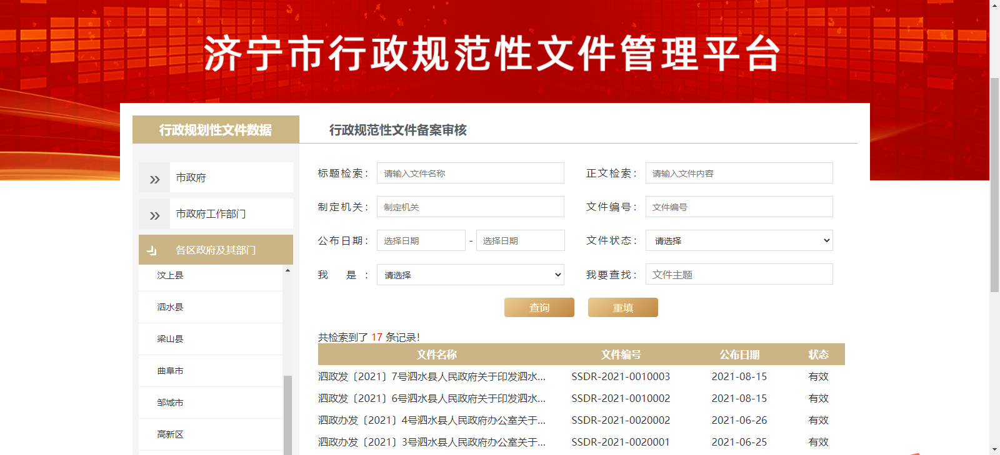 济宁市行政规范性文件管理平台
行政规划性文件数据
行政规范性文件备案审核
市政府
市政府工作部门
各区政府及其部门
汶上县
泗水县
梁山县
曲阜市
邹城市
高新区
标题检索： 请输入文件名称 正文检索： 请输入文件内容
制定机关： 制定机关 文件编号： 文件编号
公布日期： 选择日期 - 选择日期 文件状态： 请选择
我 是 ： 请选择 我要查找： 文件主题
查询 重填
共检索到了 17 条记录！
文件名称 文件编号 公布日期 状态
泗政发〔2021〕7号泗水县人民政府关于印发泗水... SSDR-2021-0010003 2021-08-15 有效
泗政发〔2021〕6号泗水县人民政府关于印发泗水... SSDR-2021-0010002 2021-08-15 有效
泗政办发〔2021〕4号泗水县人民政府办公室关于... SSDR-2021-0020002 2021-06-26 有效
泗政办发〔2021〕3号泗水县人民政府办公室关于... SSDR-2021-0020001 2021-06-25 有效